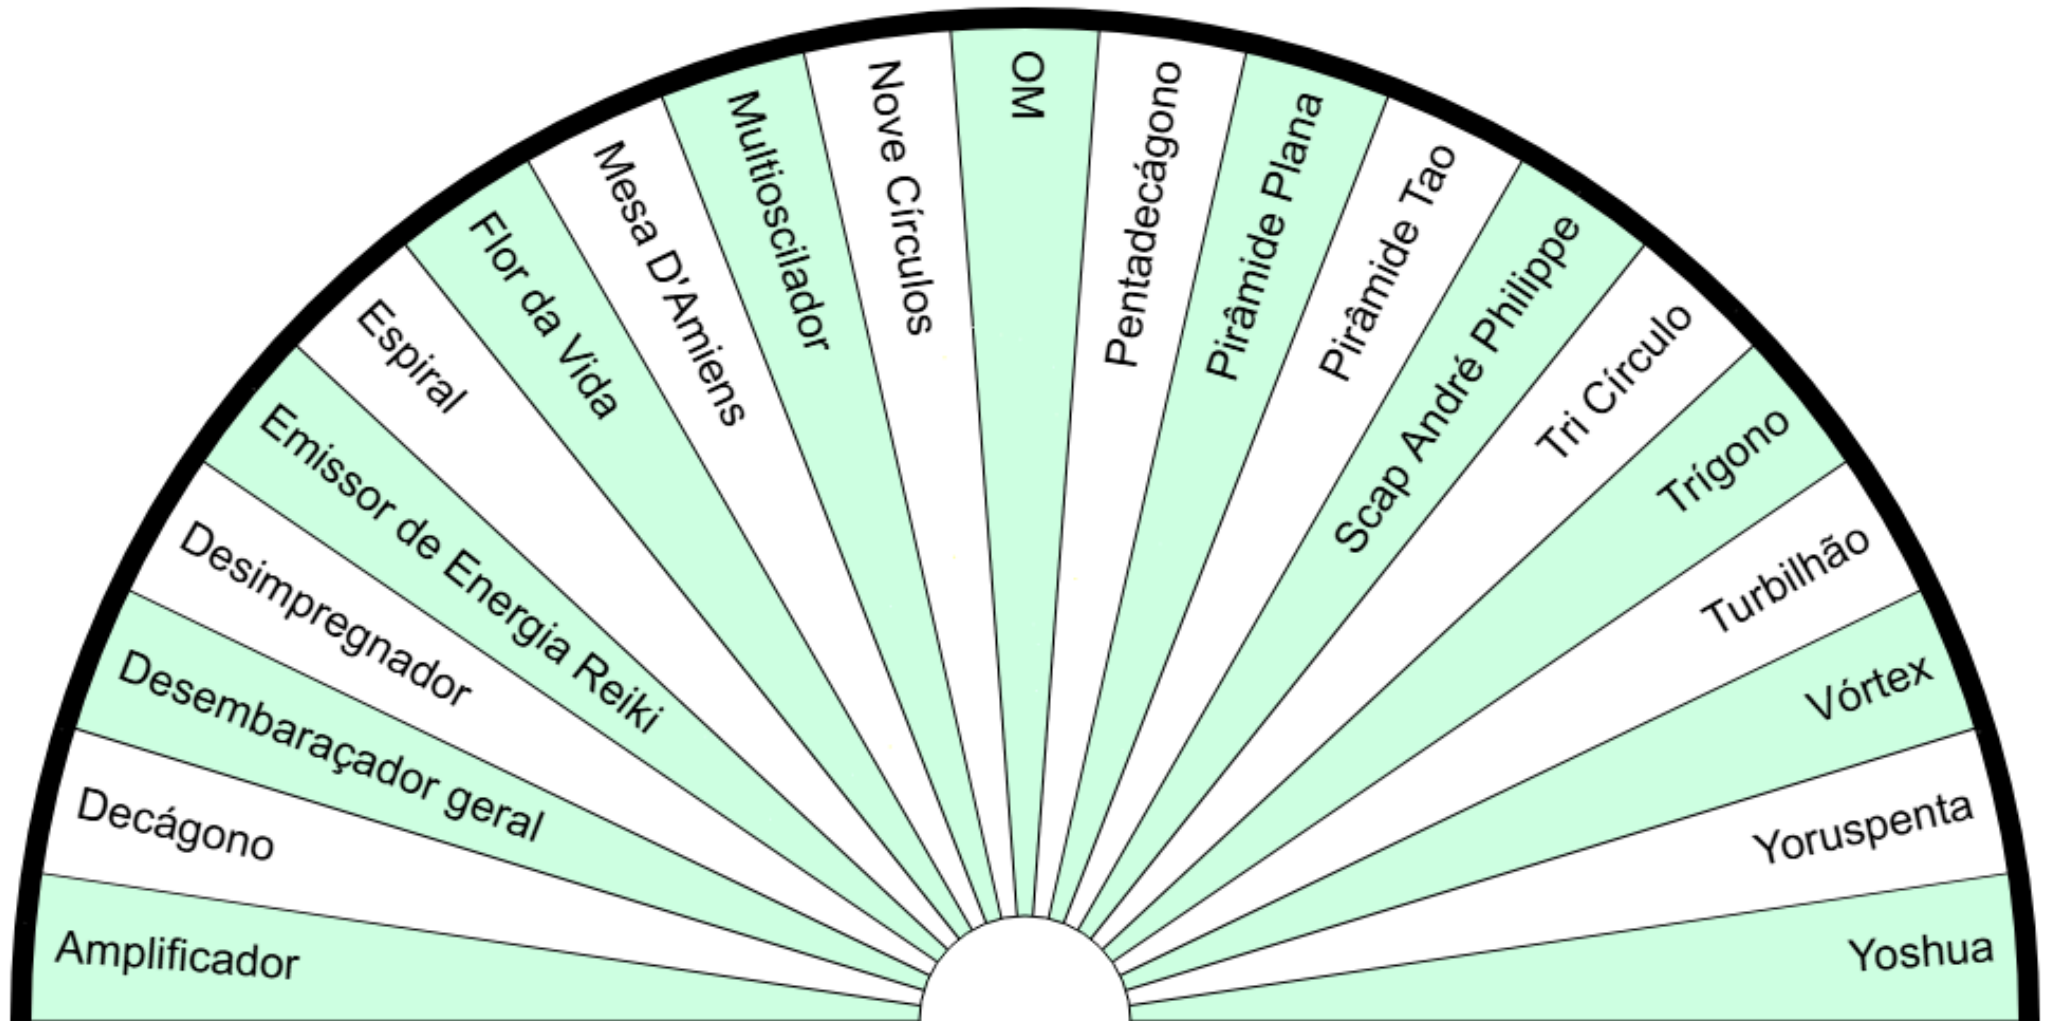 Amplificador
Decágono
Desembaraçador geral
Desimpregnador
Emissor de Energia Reiki
Espiral
Flor da Vida
Mesa D'Amiens
Multioscilador
Nove Círculos
OM
Pentadecágono
Pirâmide Plana
Pirâmide Tao
Scap André Philippe
Tri Círculo
Trígono
Turbilhão
Vórtex
Yoruspenta
Yoshua